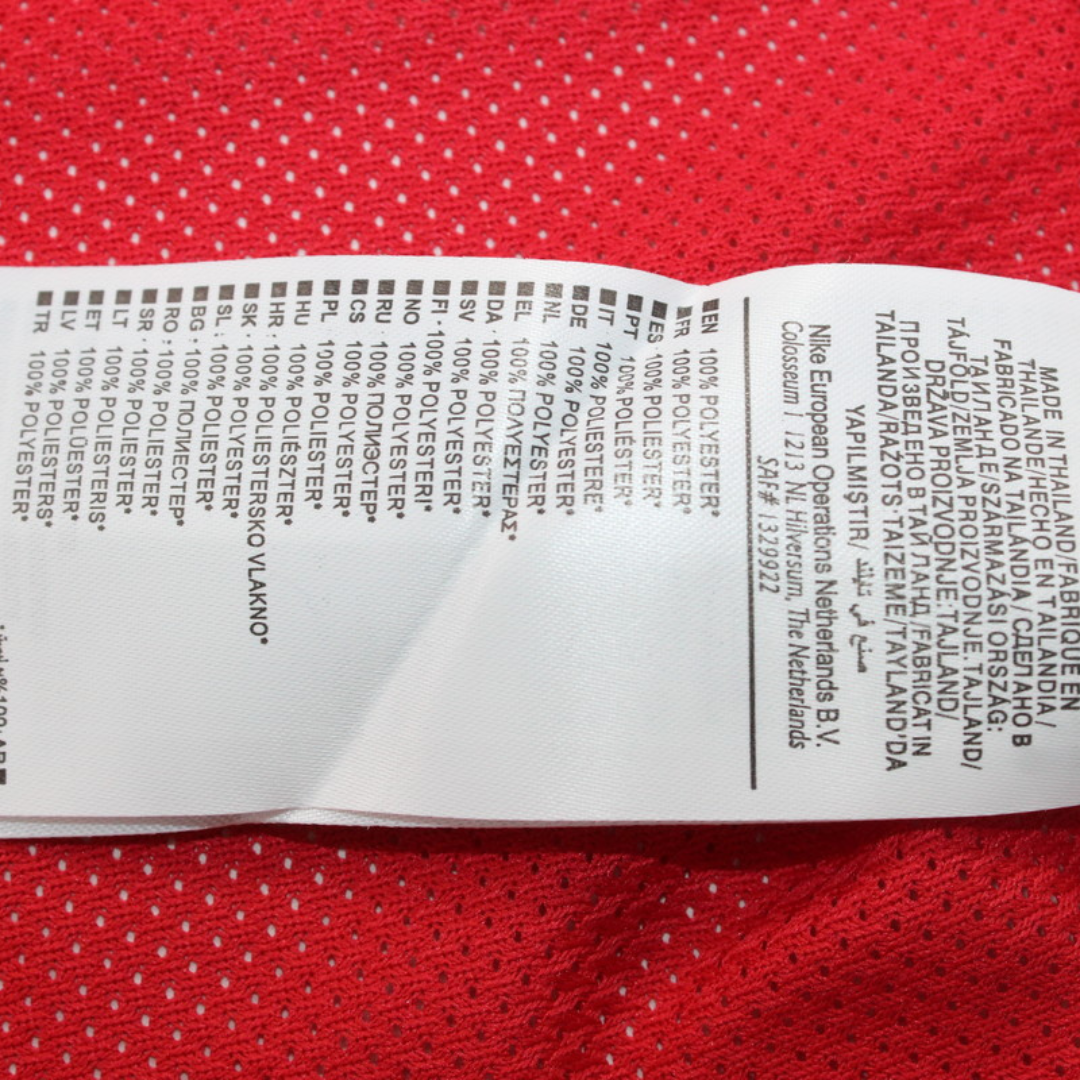 MADE IN THAILAND/FABRIQUE EN
THAILANDE/HECHO EN TAILANDIA/
FABRICADO NA TAILÂNDIA/ СДЕЛАНО В
ТАИЛАНДЕ/SZÁRMAZÁSI ORSZÁG:
TAJFÖLD/ZEMLJA PROIZVODNJE.TAJLAND/
DRŽAVA PROIZVODNJE:TAJLAND/
ПРОИЗВЕДЕНО В ТАЙЛАНД /FABRICAT IN
TAILANDA/RAŽOTS TAIZEME/TAYLAND'DA
YAPILMIŞTIR/ صنع في تايلند
Nike European Operations Netherlands B.V.
Colosseum 1 1213 NL Hilversum, The Netherlands
SAF# 1329922
EN 100% POLYESTER*
FR 100% POLYESTER*
ES · 100% POLIESTER*
PT 100% POLIÉSTER*
IT 100% POLIESTERE*
DE 100% POLYESTER*
NL 100% POLYESTER*
EL 100% ΠΟΛΥΕΣΤΕΡΑΣ*
DA · 100% POLYESTER*
SV 100% POLYESTER*
FI · 100% POLYESTERI*
NO 100% POLYESTER*
RU · 100% ПОЛИЭСТЕР*
CS 100% POLYESTER*
PL 100% POLIESTER*
HU 100% POLIÉSZTER*
HR · 100% POLIESTER*
SK · 100% POLYESTERSKO VLAKNO*
SL : 100% POLYESTER*
BG · 100% ПОЛИЕСТЕР*
RO : 100% POLIESTER*
SR · 100% POLIESTER*
LT 100% POLIESTERIS*
ET 100% POLÜESTER*
LV 100% POLIESTERS*
TR 100% POLYESTER*